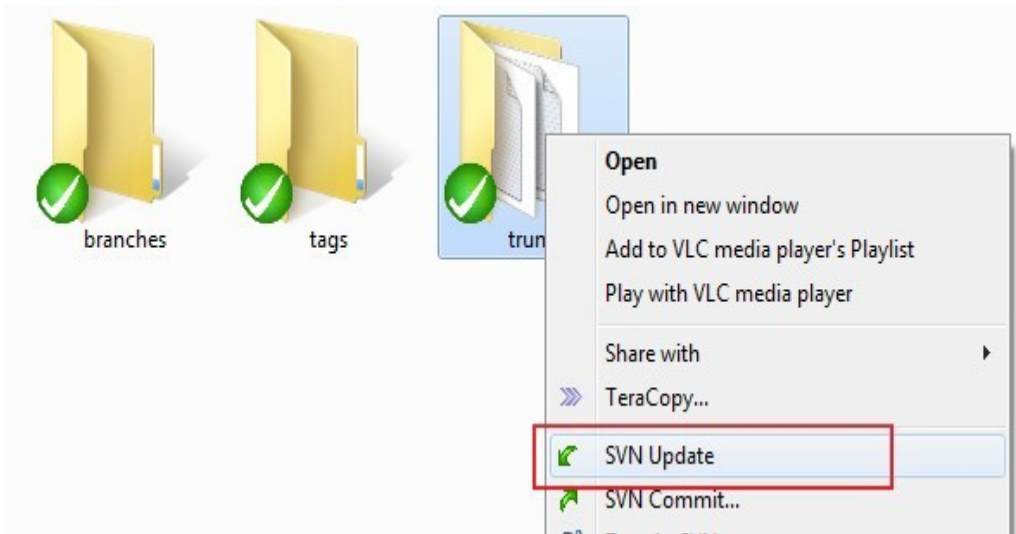 branches
tags
trun
Open
Open in new window
Add to VLC media player's Playlist
Play with VLC media player
Share with
TeraCopy...
SVN Update
SVN Commit...